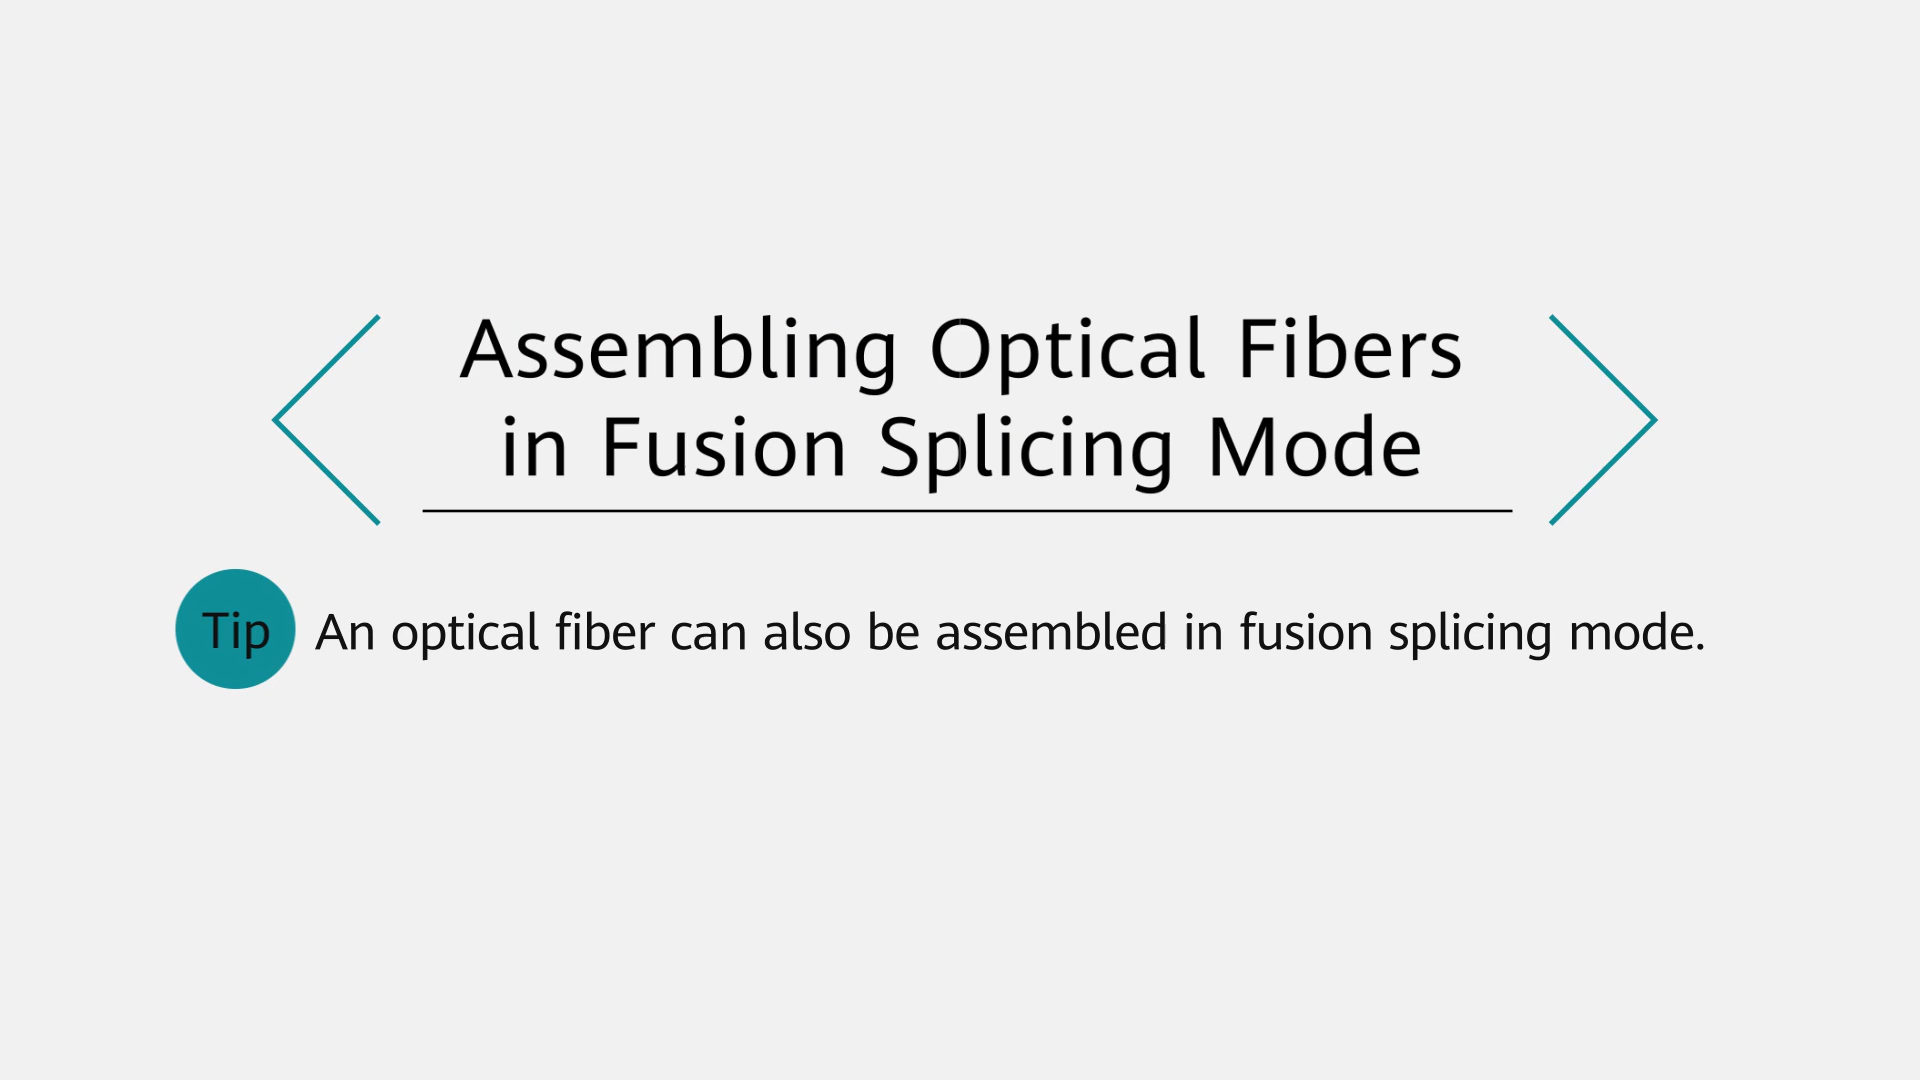 Assembling Optical Fibers
in Fusion Splicing Mode
Tip An optical fiber can also be assembled in fusion splicing mode.